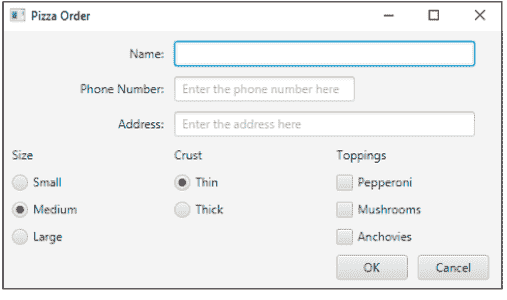 Pizza Order
Name:
Phone Number: Enter the phone number here
Address: Enter the address here
Size Crust Toppings
Small Thin Pepperoni
Medium Thick Mushrooms
Large Anchovies
OK Cancel